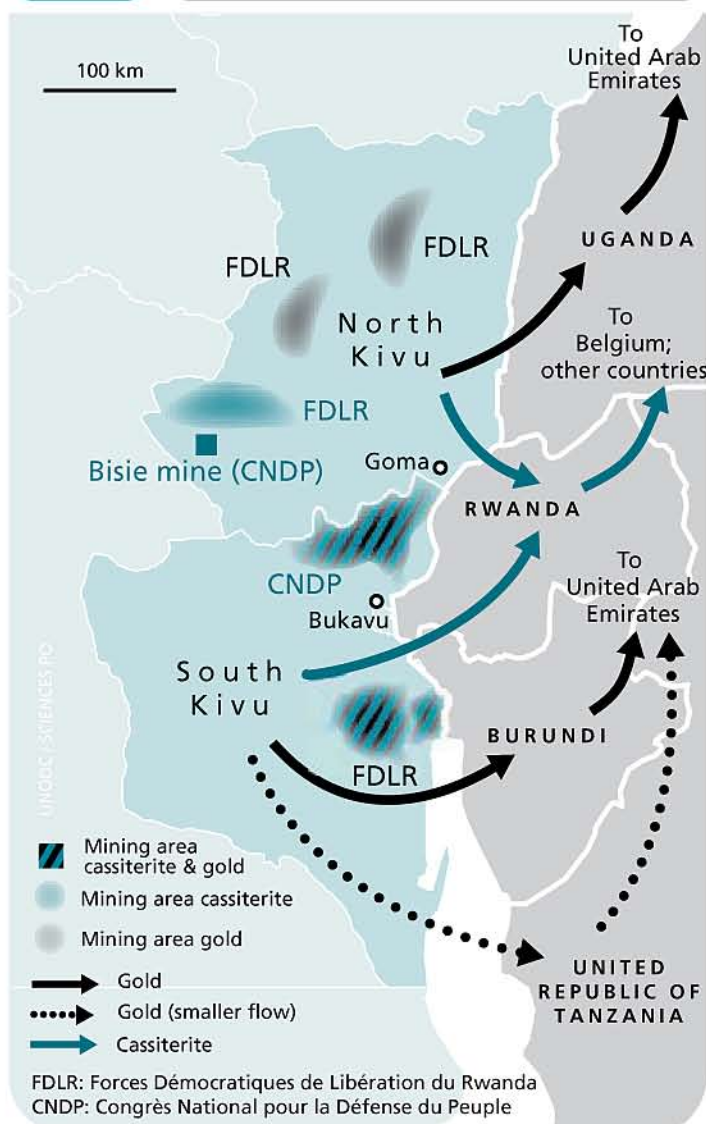 100 km
To
United Arab
Emirates
UGANDA
FDLR
FDLR
North
Kivu
To
Belgium;
other countries
FDLR
Bisie mine (CNDP)
Goma
RWANDA
CNDP
Bukavu
To
United Arab
Emirates
South
Kivu
BURUNDI
FDLR
UNODC / SCIENCES PO
Mining area
cassiterite & gold
Mining area cassiterite
Mining area gold
Gold
Gold (smaller flow)
Cassiterite
UNITED
REPUBLIC OF
TANZANIA
FDLR: Forces Démocratiques de Libération du Rwanda
CNDP: Congrès National pour la Défense du Peuple